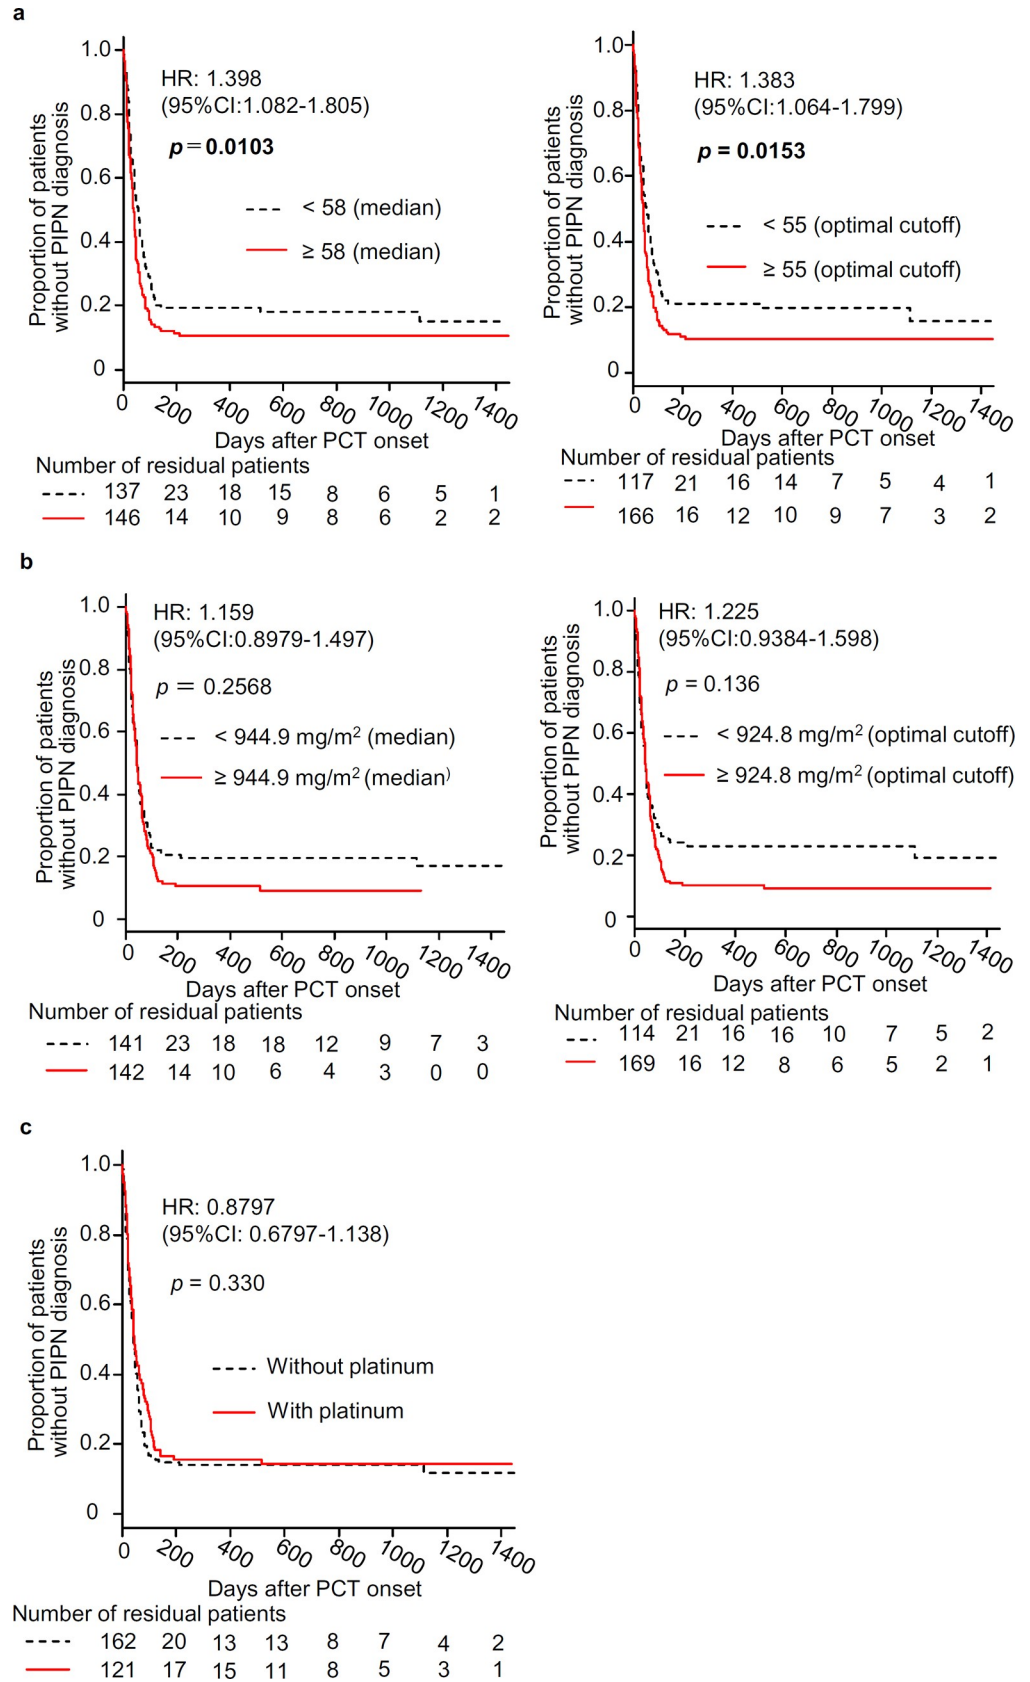 a
1.0
0.8
0.6
0.4
0.2
0
Proportion of patients
without PIPN diagnosis
HR: 1.398
(95%CI:1.082-1.805)
p=0.0103
< 58 (median)
≥ 58 (median)
0 200 400 600 800 1000 1200 1400
Days after PCT onset
Number of residual patients
137 23 18 15 8 6 5 1
146 14 10 9 8 6 2 2
1.0
0.8
0.6
0.4
0.2
0
Proportion of patients
without PIPN diagnosis
HR: 1.383
(95%CI:1.064-1.799)
p = 0.0153
< 55 (optimal cutoff)
≥ 55 (optimal cutoff)
0 200 400 600 800 1000 1200 1400
Days after PCT onset
Number of residual patients
117 21 16 14 7 5 4 1
166 16 12 10 9 7 3 2
b
1.0
0.8
0.6
0.4
0.2
0
Proportion of patients
without PIPN diagnosis
HR: 1.159
(95%CI:0.8979-1.497)
p = 0.2568
< 944.9 mg/m² (median)
≥ 944.9 mg/m² (median)
0 200 400 600 800 1000 1200 1400
Days after PCT onset
Number of residual patients
141 23 18 18 12 9 7 3
142 14 10 6 4 3 0 0
1.0
0.8
0.6
0.4
0.2
0
Proportion of patients
without PIPN diagnosis
HR: 1.225
(95%CI:0.9384-1.598)
p = 0.136
< 924.8 mg/m² (optimal cutoff)
≥ 924.8 mg/m² (optimal cutoff)
0 200 400 600 800 1000 1200 1400
Days after PCT onset
Number of residual patients
114 21 16 16 10 7 5 2
169 16 12 8 6 5 2 1
c
1.0
0.8
0.6
0.4
0.2
0
Proportion of patients
without PIPN diagnosis
HR: 0.8797
(95%CI: 0.6797-1.138)
p = 0.330
Without platinum
With platinum
0 200 400 600 800 1000 1200 1400
Days after PCT onset
Number of residual patients
162 20 13 13 8 7 4 2
121 17 15 11 8 5 3 1